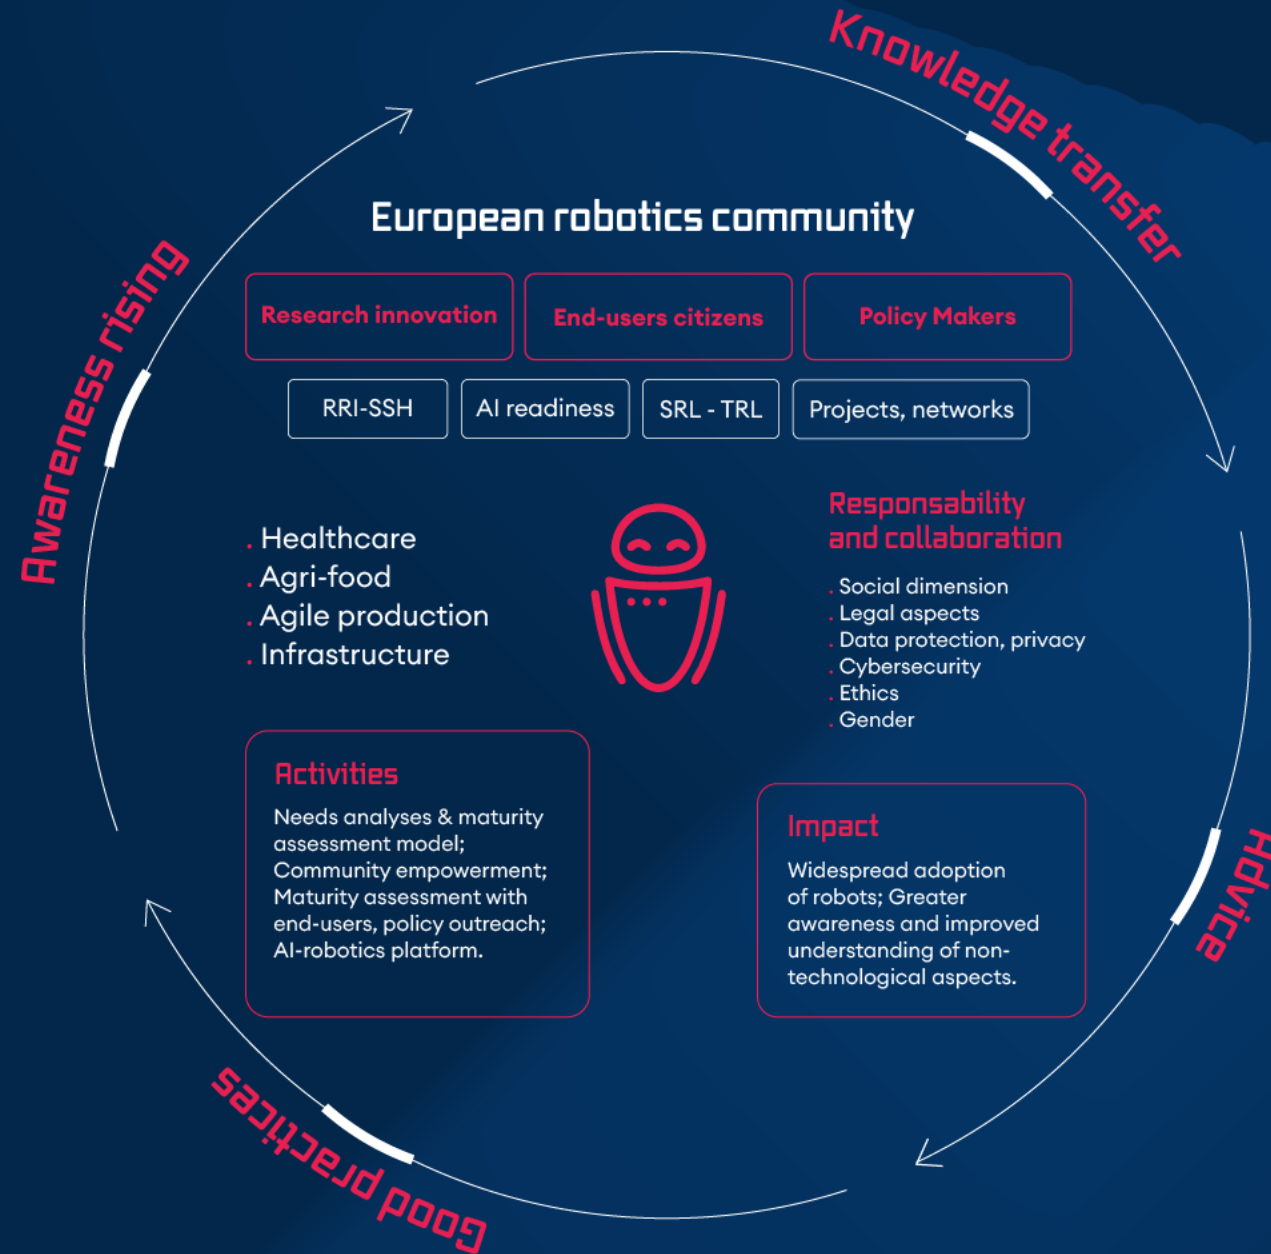 Knowledge transfer
Awareness rising
European robotics community
Research innovation
End-users citizens
Policy Makers
RRI-SSH
AI readiness
SRL - TRL
Projects, networks
. Healthcare
. Agri-food
. Agile production
. Infrastructure
Responsability
and collaboration
. Social dimension
. Legal aspects
. Data protection, privacy
. Cybersecurity
. Ethics
. Gender
Activities
Needs analyses & maturity
assessment model;
Community empowerment;
Maturity assessment with
end-users, policy outreach;
AI-robotics platform.
Impact
Widespread adoption
of robots; Greater
awareness and improved
understanding of non-
technological aspects.
Advice
Good practices